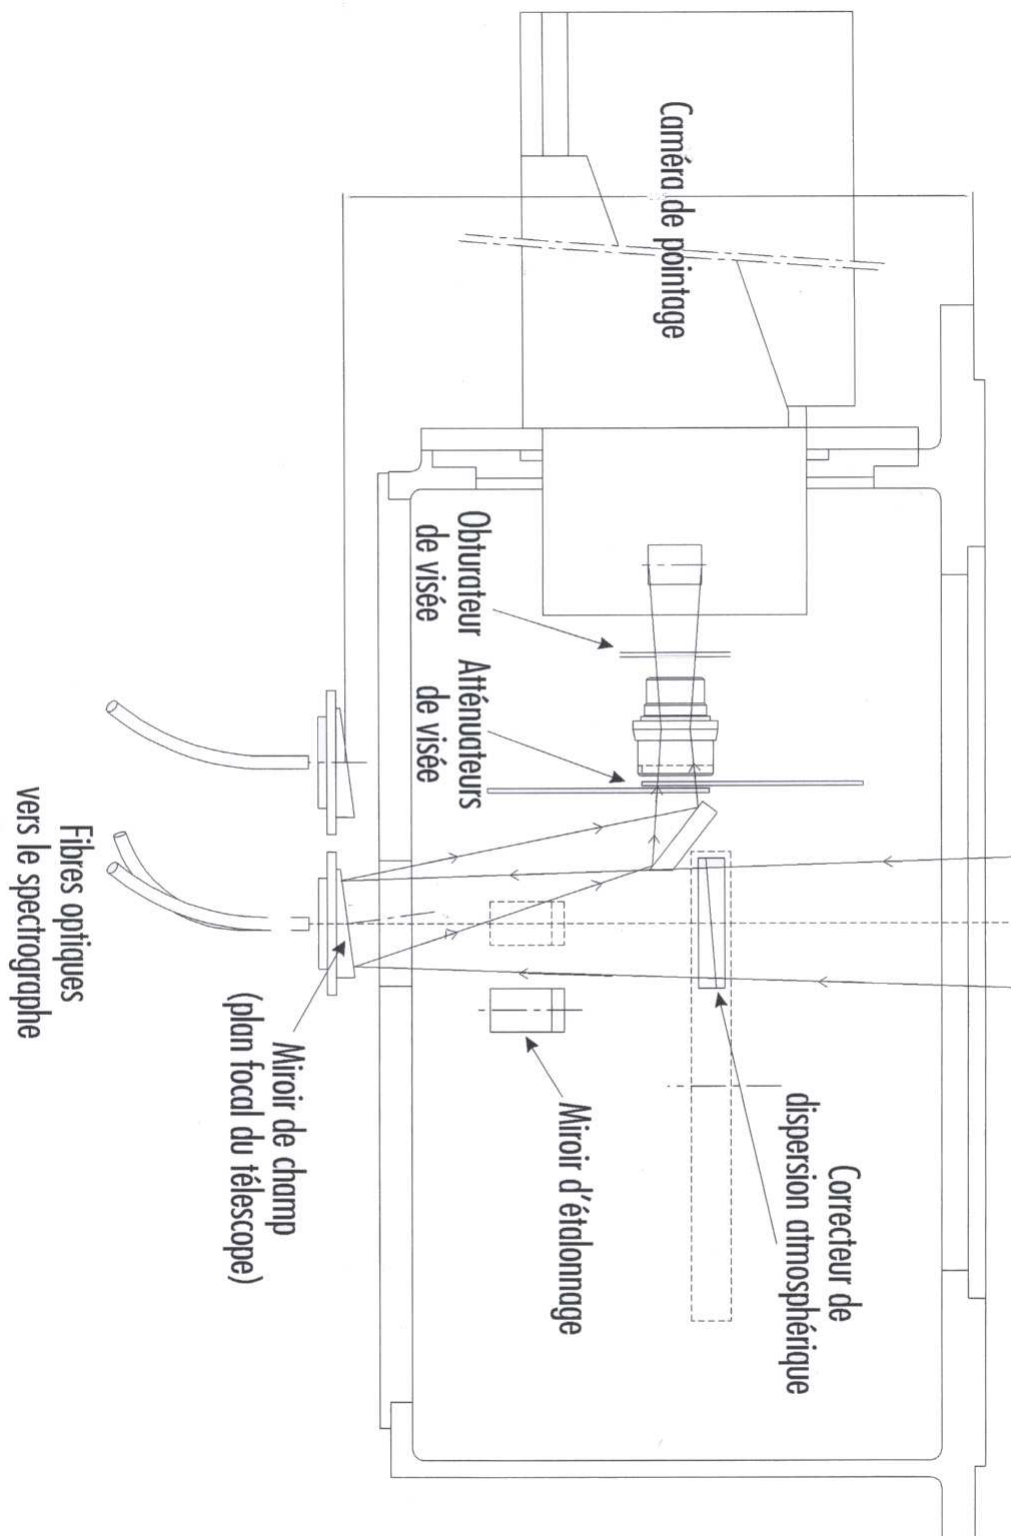 Caméra de pointage
Obturateur
de visée
Atténuateurs
de visée
Correcteur de
dispersion atmosphérique
Miroir d'étalonnage
Miroir de champ
(plan focal du télescope)
Fibres optiques
vers le spectrographe